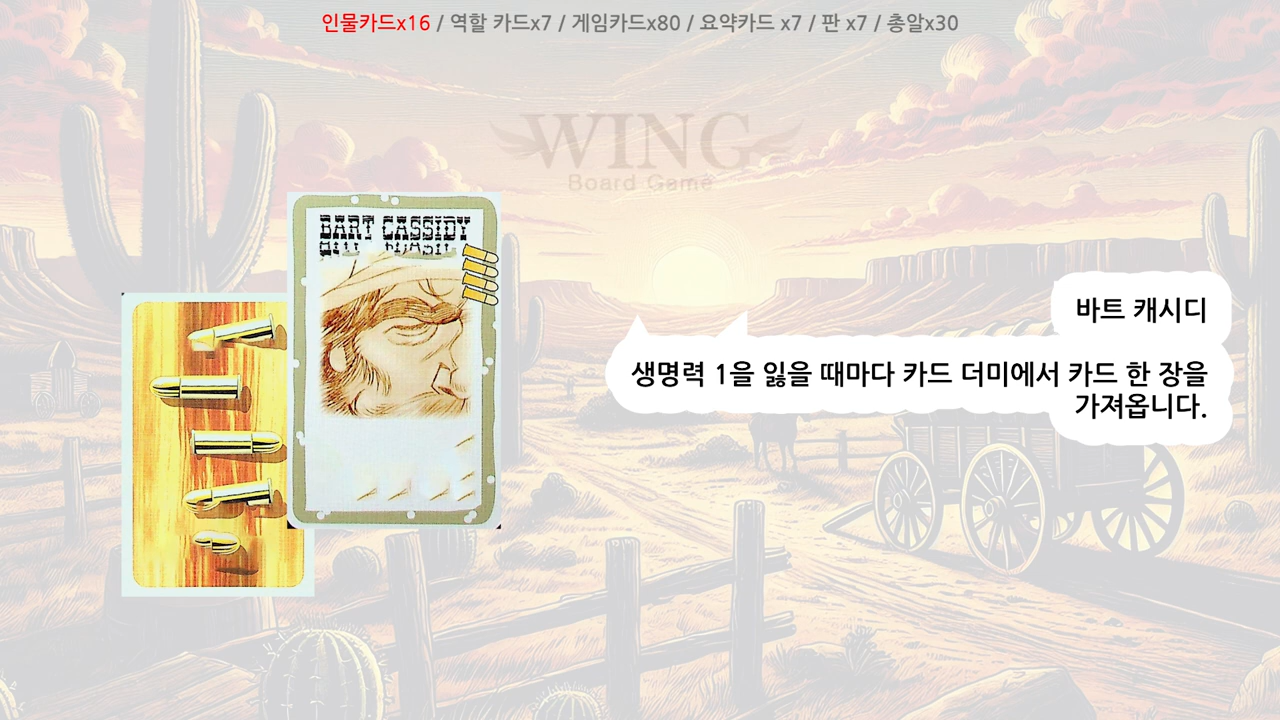 인물카드x16 / 역할 카드x7 / 게임카드x80 / 요약카드 x7 / 판 x7 / 총알x30
WING
Board Game
BART CASSIDY
바트 캐시디
생명력 1을 잃을 때마다 카드 더미에서 카드 한 장을
가져옵니다.